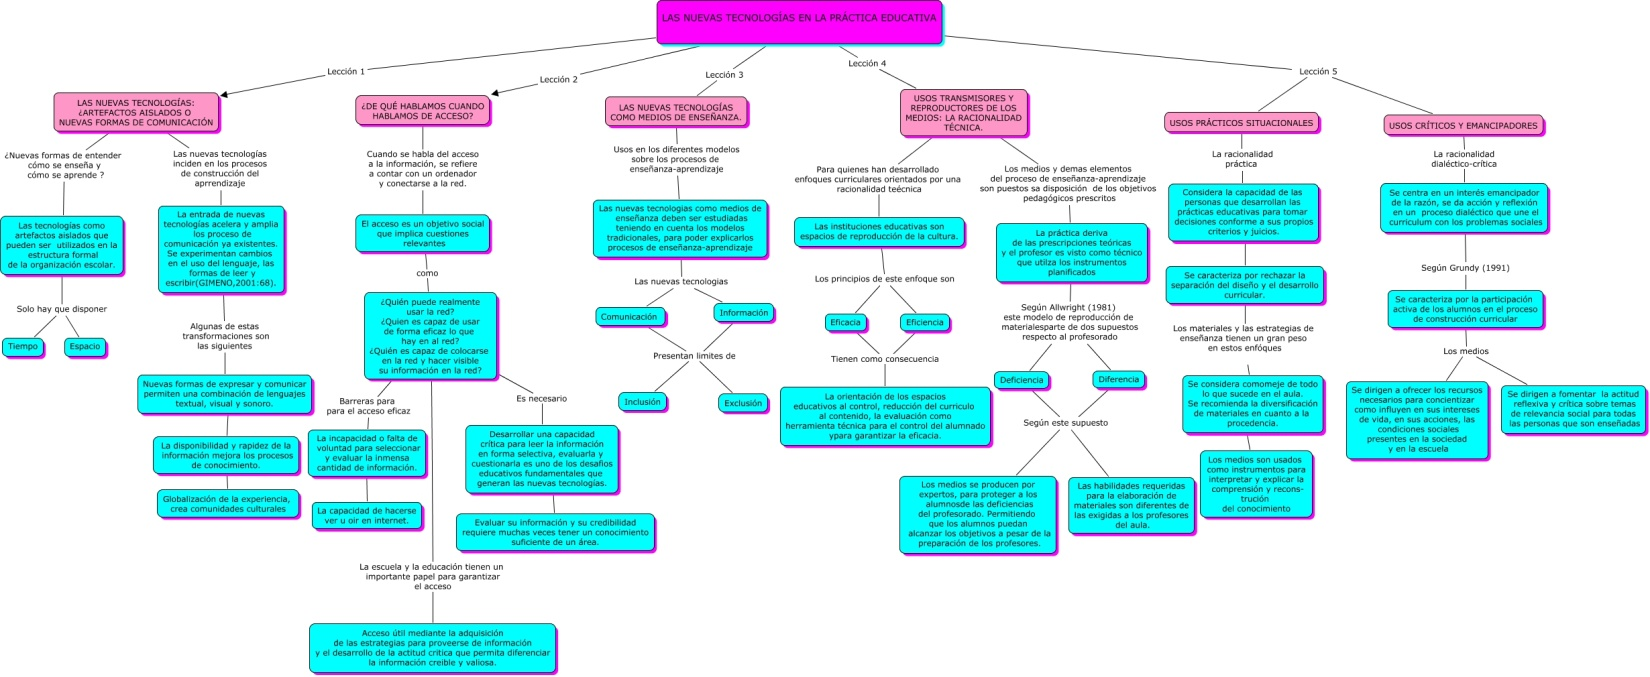 LAS NUEVAS TECNOLOGÍAS EN LA PRÁCTICA EDUCATIVA
Lección 1
Lección 2
Lección 3
Lección 4
Lección 5
LAS NUEVAS TECNOLOGÍAS:
¿ARTEFACTOS AISLADOS O
NUEVAS FORMAS DE COMUNICACIÓN
¿Nuevas formas de entender
cómo se enseña y
cómo se aprende ?
Las tecnologías como
artefactos aislados que
pueden ser utilizados en la
estructura formal
de la organización escolar.
Solo hay que disponer
Tiempo
Espacio
Las nuevas tecnologías
inciden en los procesos
de construcción del
aprrendizaje
La entrada de nuevas
tecnologías acelera y amplia
los proceso de
comunicación ya existentes.
Se experimentan cambios
en el uso del lenguaje, las
formas de leer y
escribir(GIMENO,2001:68).
Algunas de estas
transformaciones son
las siguientes
Nuevas formas de expresar y comunicar
permiten una combinación de lenguajes
textual, visual y sonoro.
La disponibilidad y rapidez de la
información mejora los procesos
de conocimiento.
Globalización de la experiencia,
crea comunidades culturales
¿DE QUÉ HABLAMOS CUANDO
HABLAMOS DE ACCESO?
Cuando se habla del acceso
a la información, se refiere
a contar con un ordenador
y conectarse a la red.
El acceso es un objetivo social
que implica cuestiones
relevantes
como
¿Quién puede realmente
usar la red?
¿Quien es capaz de usar
de forma eficaz lo que
hay en al red?
¿Quién es capaz de colocarse
en la red y hacer visible
su información en la red?
Barreras para
para el acceso eficaz
La incapacidad o falta de
voluntad para seleccionar
y evaluar la inmensa
cantidad de información.
La capacidad de hacerse
ver u oir en internet.
Es necesario
Desarrollar una capacidad
crítica para leer la información
en forma selectiva, evaluarla y
cuestionarla es uno de los desafios
educativos fundamentales que
generan las nuevas tecnologías.
Evaluar su información y su credibilidad
requiere muchas veces tener un conocimiento
suficiente de un área.
La escuela y la educación tienen un
importante papel para garantizar
el acceso
Acceso útil mediante la adquisición
de las estrategias para proveerse de información
y el desarrollo de la actitud critica que permita diferenciar
la información creible y valiosa.
LAS NUEVAS TECNOLOGÍAS
COMO MEDIOS DE ENSEÑANZA.
Usos en los diferentes modelos
sobre los procesos de
enseñanza-aprendizaje
Las nuevas tecnologias como medios de
enseñanza deben ser estudiadas
teniendo en cuenta los modelos
tradicionales, para poder explicarlos
procesos de enseñanza-aprendizaje
Las nuevas tecnologias
Comunicación
Información
Presentan limites de
Inclusión
Exclusión
USOS TRANSMISORES Y
REPRODUCTORES DE LOS
MEDIOS: LA RACIONALIDAD
TÉCNICA.
Para quienes han desarrollado
enfoques curriculares orientados por una
racionalidad teécnica
Las instituciones educativas son
espacios de reproducción de la cultura.
Los principios de este enfoque son
Eficacia
Eficiencia
Tienen como consecuencia
La orientación de los espacios
educativos al control, reducción del curriculo
al contenido, la evaluación como
herramienta técnica para el control del alumnado
ypara garantizar la eficacia.
Los medios y demas elementos
del proceso de enseñanza-aprendizaje
son puestos sa disposición de los objetivos
pedagógicos prescritos
La práctica deriva
de las prescripciones teóricas
y el profesor es visto como técnico
que utilza los instrumentos
planificados
Según Allwright (1981)
este modelo de reproducción de
materialesparte de dos supuestos
respecto al profesorado
Deficiencia
Diferencia
Según este supuesto
Los medios se producen por
expertos, para proteger a los
alumnosde las deficiencias
del profesorado. Permitiendo
que los alumnos puedan
alcanzar los objetivos a pesar de la
preparación de los profesores.
Las habilidades requeridas
para la elaboración de
materiales son diferentes de
las exigidas a los profesores
del aula.
USOS PRÁCTICOS SITUACIONALES
La racionalidad
práctica
Considera la capacidad de las
personas que desarrollan las
prácticas educativas para tomar
decisiones conforme a sus propios
criterios y juicios.
Se caracteriza por rechazar la
separación del diseño y el desarrollo
curricular.
Los materiales y las estrategias de
enseñanza tienen un gran peso
en estos enfóques
Se considera comomeje de todo
lo que sucede en el aula.
Se recomienda la diversificación
de materiales en cuanto a la
procedencia.
Los medios son usados
como instrumentos para
interpretar y explicar la
comprensión y recons-
trución
del conocimiento
USOS CRÍTICOS Y EMANCIPADORES
La racionalidad
dialéctico-crítica
Se centra en un interés emancipador
de la razón, se da acción y reflexión
en un proceso dialéctico que une el
curriculum con los problemas sociales
Según Grundy (1991)
Se caracteriza por la participación
activa de los alumnos en el proceso
de construcción curricular
Los medios
Se dirigen a ofrecer los recursos
necesarios para concientizar
como influyen en sus intereses
de vida, en sus acciones, las
condiciones sociales
presentes en la sociedad
y en la escuela
Se dirigen a fomentar la actitud
reflexiva y crítica sobre temas
de relevancia social para todas
las personas que son enseñadas